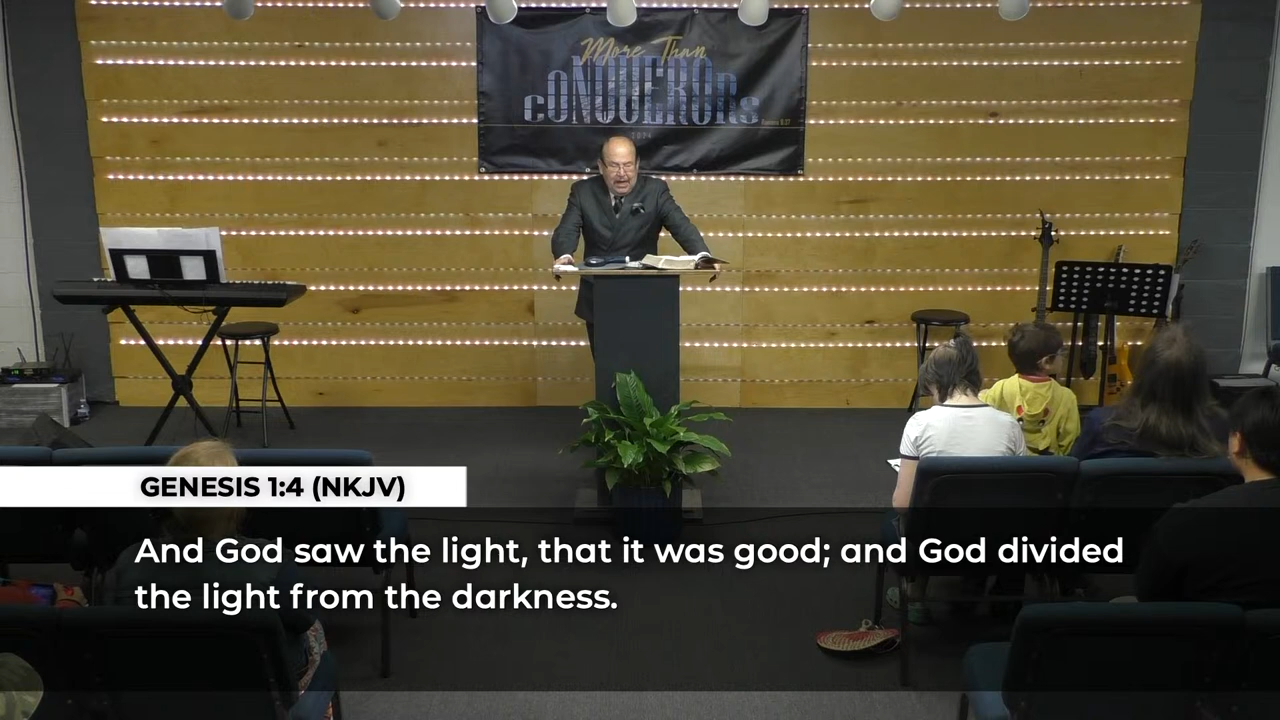 More Than
CONQUERORs
2024
GENESIS 1:4 (NKJV)
And God saw the light, that it was good; and God divided
the light from the darkness.